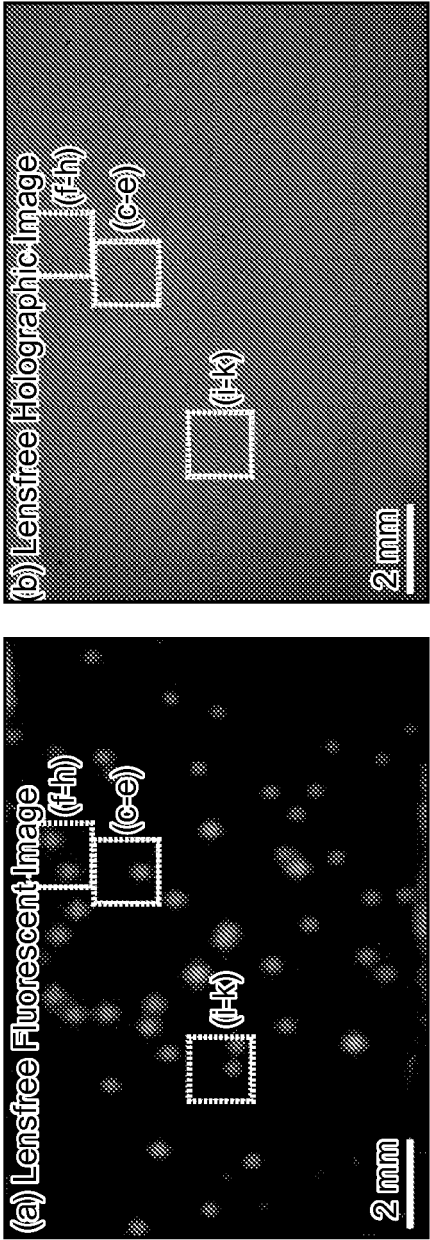 (a) Lensfree Fluorescent Image
(f-h)
(c-e)
(i-k)
2 mm
(b) Lensfree Holographic Image
(f-h)
(c-e)
(i-k)
2 mm